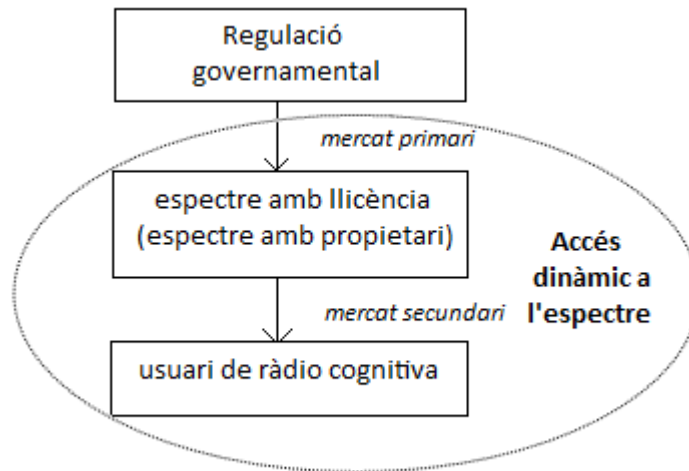 Regulació
governamental
mercat primari
espectre amb llicència
(espectre amb propietari)
Accés
dinàmic a
l'espectre
mercat secundari
usuari de ràdio cognitiva